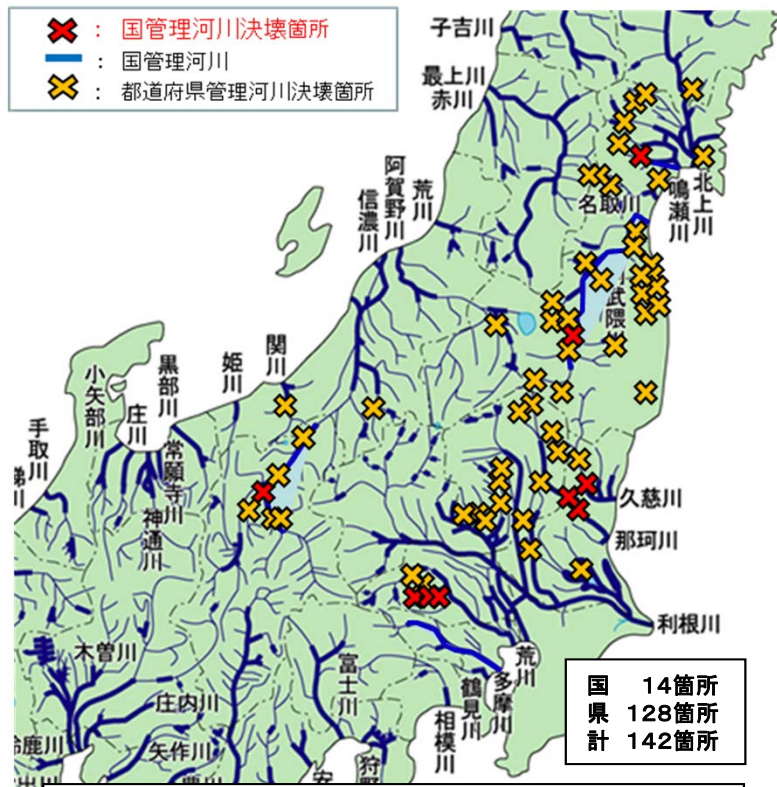 : 国管理河川決壊箇所
: 国管理河川
: 都道府県管理河川決壊箇所
子吉川
最上川
赤川
荒川
阿賀野川
信濃川
名取川
鳴瀬川
北上川
武隈
関川
姫川
黒部川
小矢部川
庄川
常願寺川
神通川
手取川
久慈川
那珂川
利根川
荒川
多摩川
鶴見川
相模川
富士川
木曽川
庄内川
矢作川
鈴鹿川
国 14箇所
県 128箇所
計 142箇所